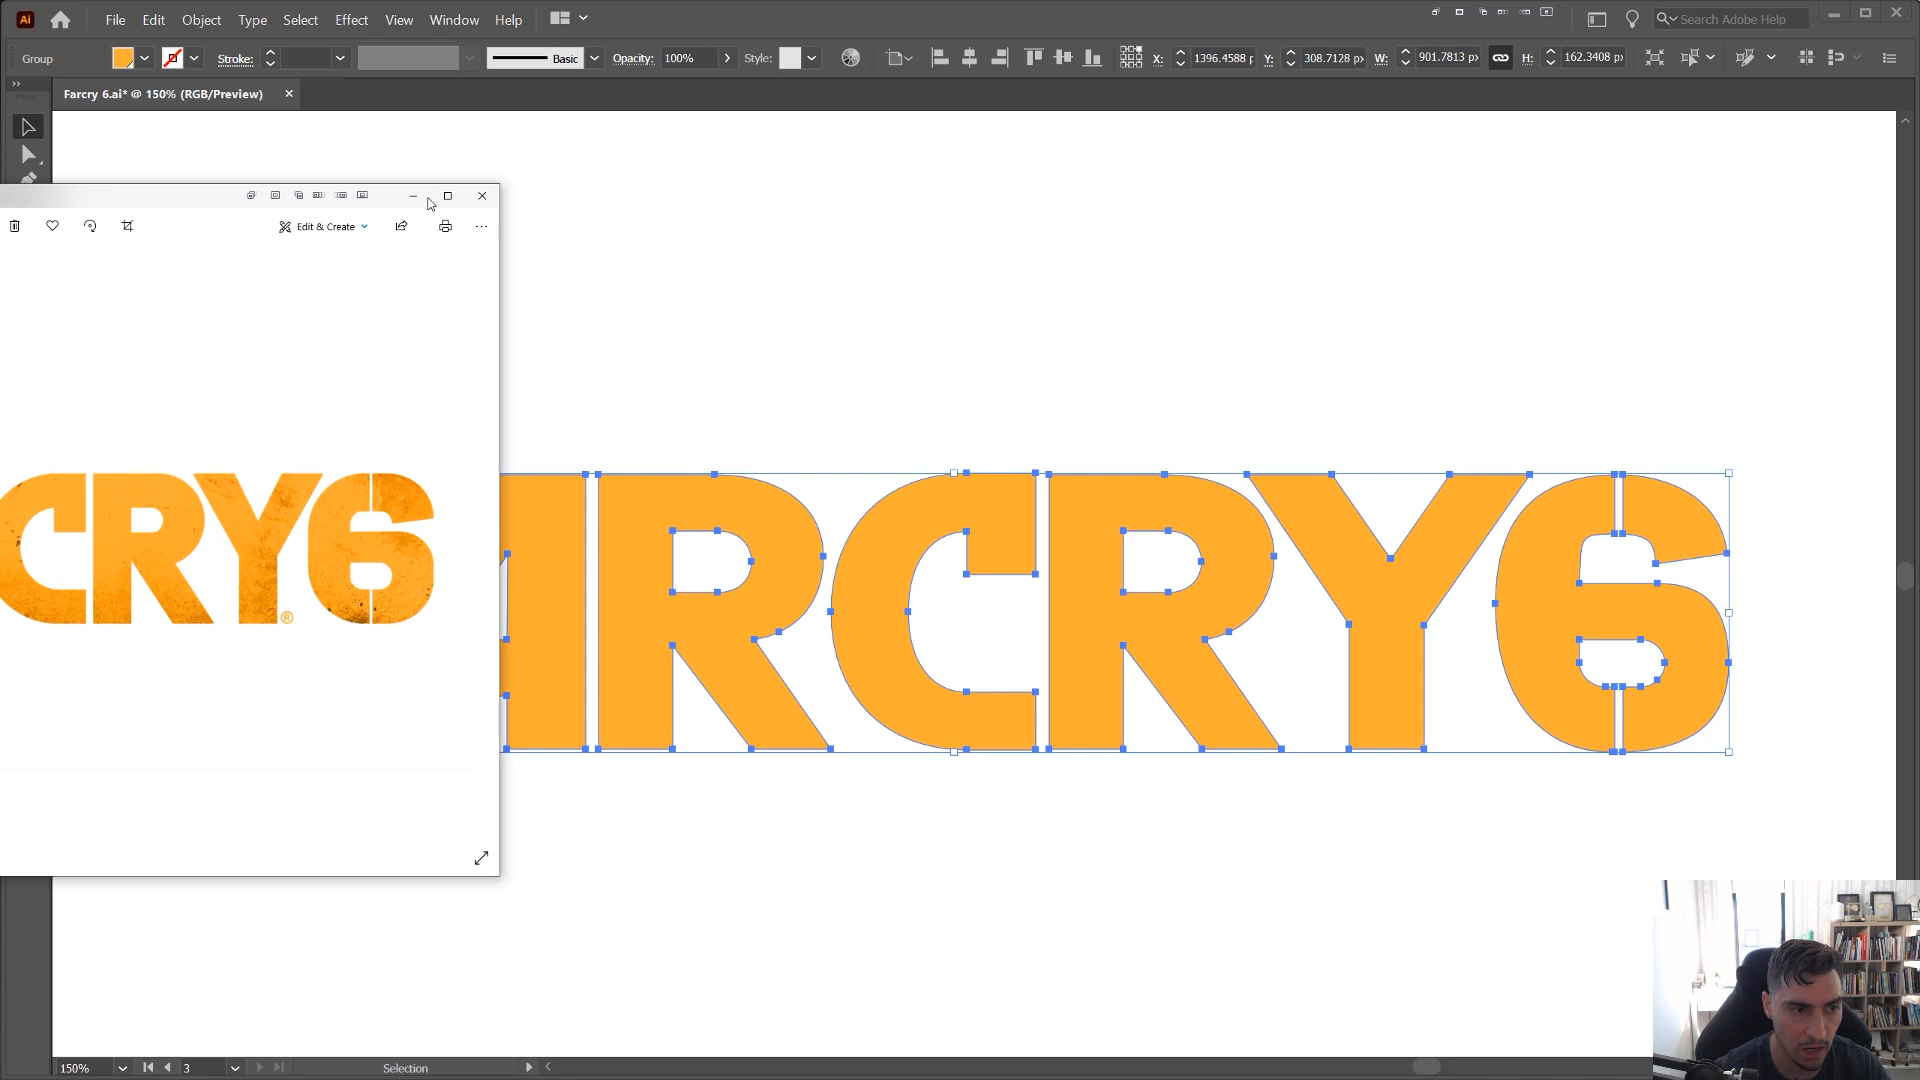 Ai File Edit Object Type Select Effect View Window Help
Search Adobe Help
Group Stroke: Basic Opacity: 100% Style: X: 1396.4588 p Y: 308.7128 px W: 901.7813 px H: 162.3408 px
Farcry 6.ai* @ 150% (RGB/Preview)
Edit & Create
CRY6
®
ARCRY6
150% 3 Selection